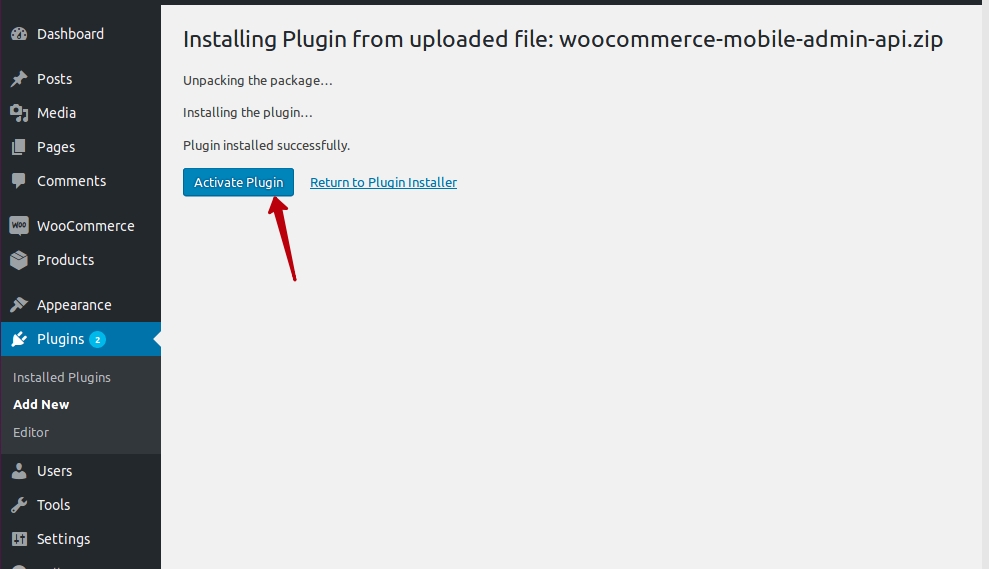 Dashboard
Posts
Media
Pages
Comments
WOO WooCommerce
Products
Appearance
Plugins 2
Installed Plugins
Add New
Editor
Users
Tools
Settings
Installing Plugin from uploaded file: woocommerce-mobile-admin-api.zip
Unpacking the package…
Installing the plugin…
Plugin installed successfully.
Activate Plugin Return to Plugin Installer